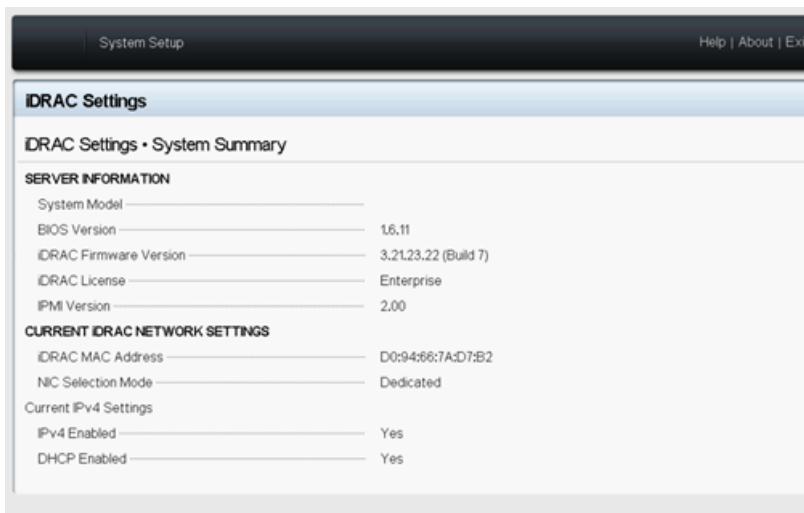 System Setup
Help | About |
iDRAC Settings
iDRAC Settings • System Summary
SERVER INFORMATION
System Model
BIOS Version 1.6.11
iDRAC Firmware Version 3.21.23.22 (Build 7)
iDRAC License Enterprise
IPMI Version 2.00
CURRENT iDRAC NETWORK SETTINGS
iDRAC MAC Address D0:94:66:7A:D7:B2
NIC Selection Mode Dedicated
Current IPv4 Settings
IPv4 Enabled Yes
DHCP Enabled Yes